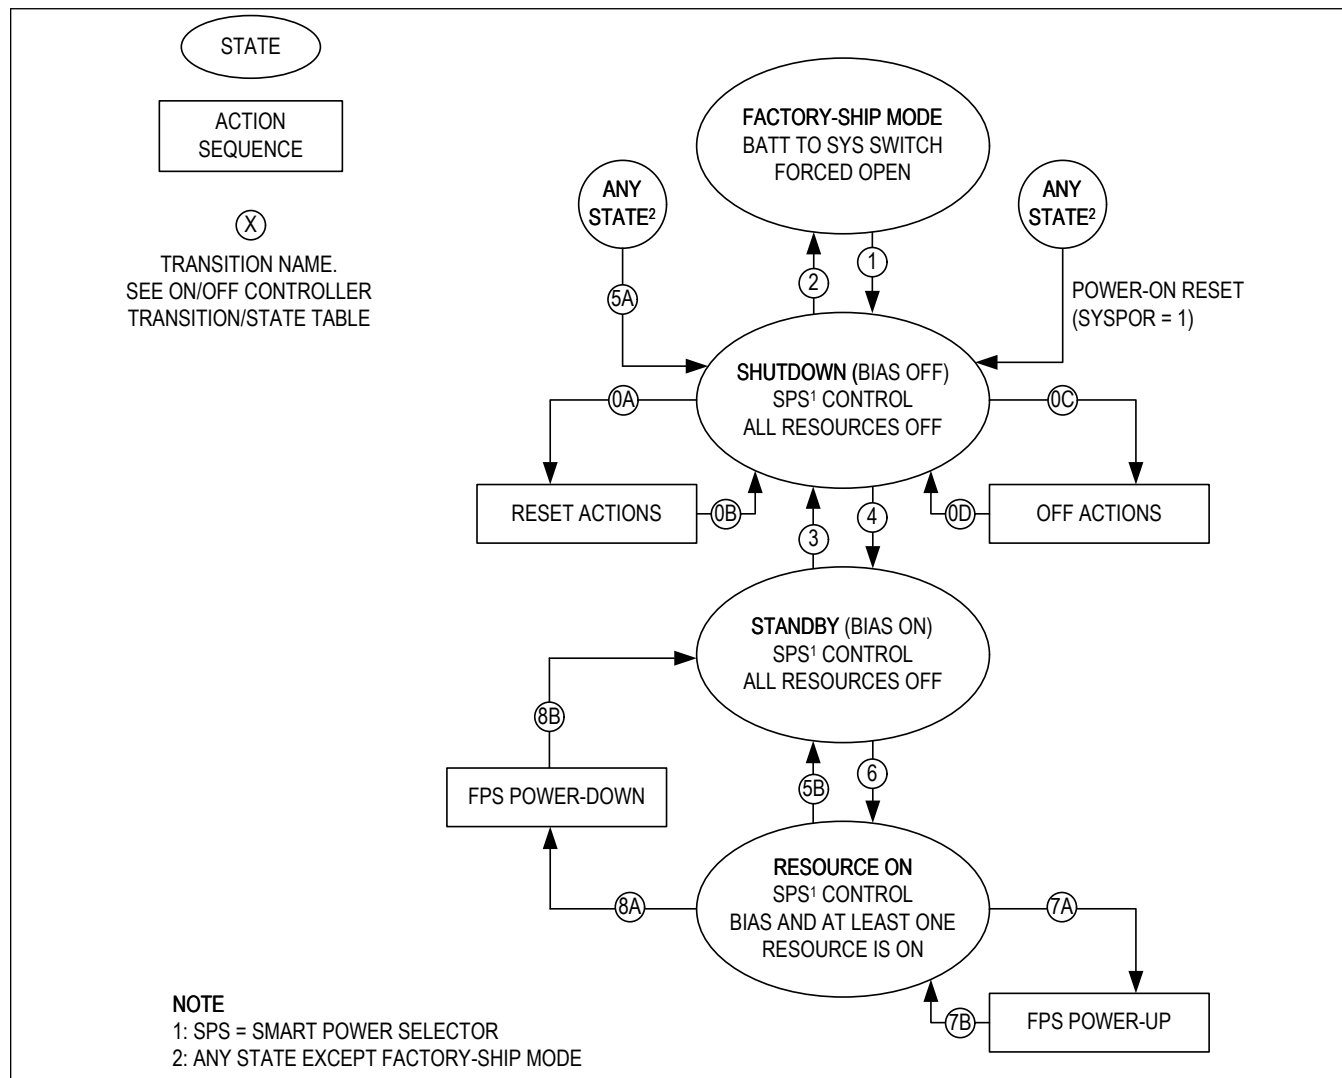 STATE
ACTION
SEQUENCE
X
TRANSITION NAME.
SEE ON/OFF CONTROLLER
TRANSITION/STATE TABLE
FACTORY-SHIP MODE
BATT TO SYS SWITCH
FORCED OPEN
ANY
STATE²
ANY
STATE²
5A
2
1
POWER-ON RESET
(SYSPOR = 1)
SHUTDOWN (BIAS OFF)
SPS¹ CONTROL
ALL RESOURCES OFF
0A
0C
RESET ACTIONS
0B
0D
OFF ACTIONS
3
4
STANDBY (BIAS ON)
SPS¹ CONTROL
ALL RESOURCES OFF
8B
FPS POWER-DOWN
5B
6
RESOURCE ON
SPS¹ CONTROL
BIAS AND AT LEAST ONE
RESOURCE IS ON
8A
7A
7B
FPS POWER-UP
NOTE
1: SPS = SMART POWER SELECTOR
2: ANY STATE EXCEPT FACTORY-SHIP MODE